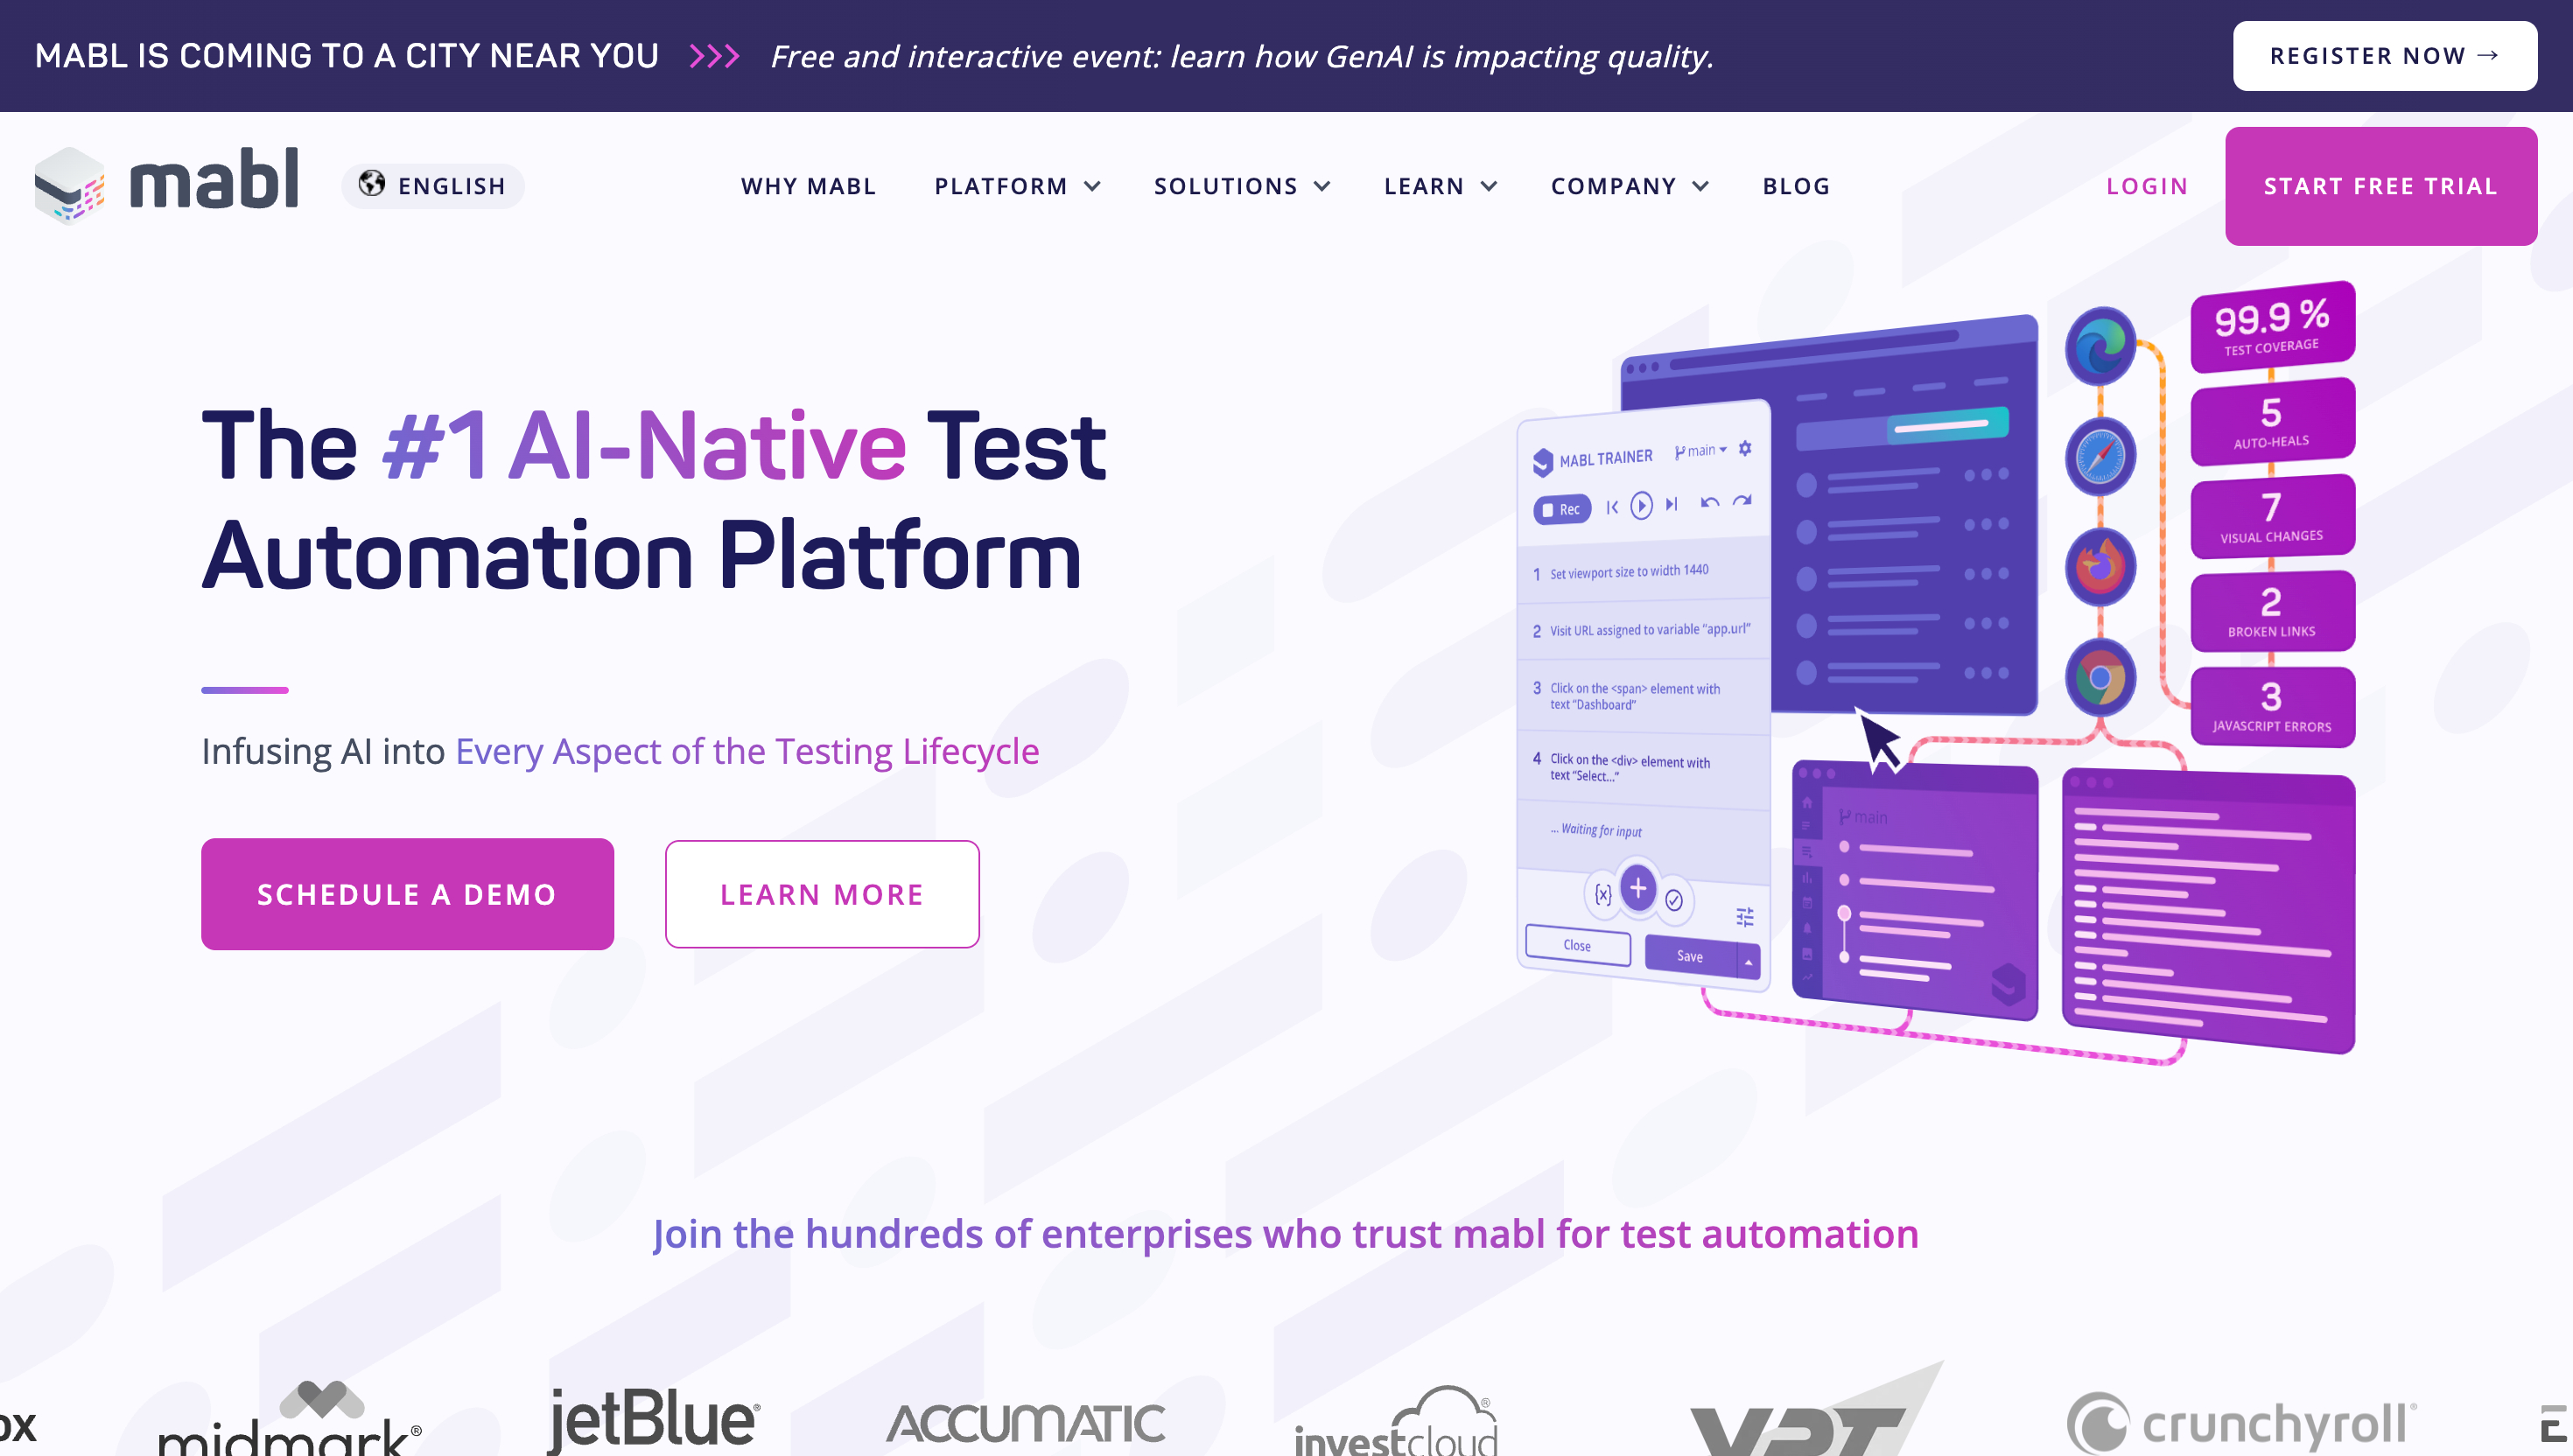 MABL IS COMING TO A CITY NEAR YOU
Free and interactive event: learn how GenAI is impacting quality.
REGISTER NOW →
mabl
ENGLISH
WHY MABL
PLATFORM
SOLUTIONS
LEARN
COMPANY
BLOG
LOGIN
START FREE TRIAL
The #1 AI-Native Test
Automation Platform
Infusing AI into Every Aspect of the Testing Lifecycle
SCHEDULE A DEMO
LEARN MORE
MABL TRAINER
main
Rec
1 Set viewport size to width 1440
2 Visit URL assigned to variable “app.url”
3 Click on the <span> element with
text “Dashboard”
4 Click on the <div> element with
text “Select...”
... Waiting for input
{x}
Close
Save
99.9 %
TEST COVERAGE
5
AUTO-HEALS
7
VISUAL CHANGES
2
BROKEN LINKS
3
JAVASCRIPT ERRORS
main
Join the hundreds of enterprises who trust mabl for test automation
midmark®
jetBlue®
ACCUMATIC
investcloud®
crunchyroll®